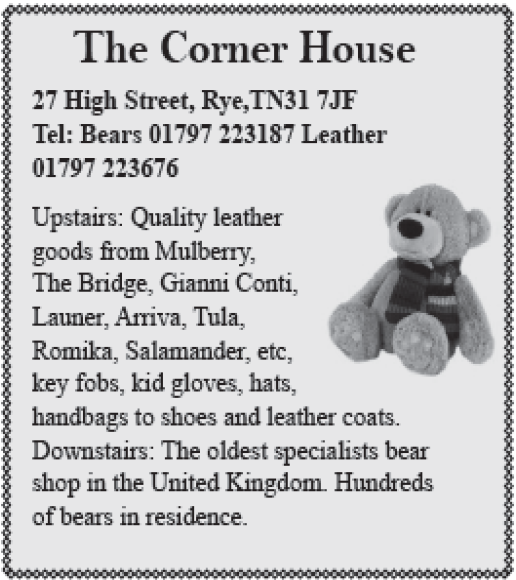 The Corner House
27 High Street, Rye,TN31 7JF
Tel: Bears 01797 223187 Leather
01797 223676
Upstairs: Quality leather
goods from Mulberry,
The Bridge, Gianni Conti,
Launer, Arriva, Tula,
Romika, Salamander, etc,
key fobs, kid gloves, hats,
handbags to shoes and leather coats.
Downstairs: The oldest specialists bear
shop in the United Kingdom. Hundreds
of bears in residence.